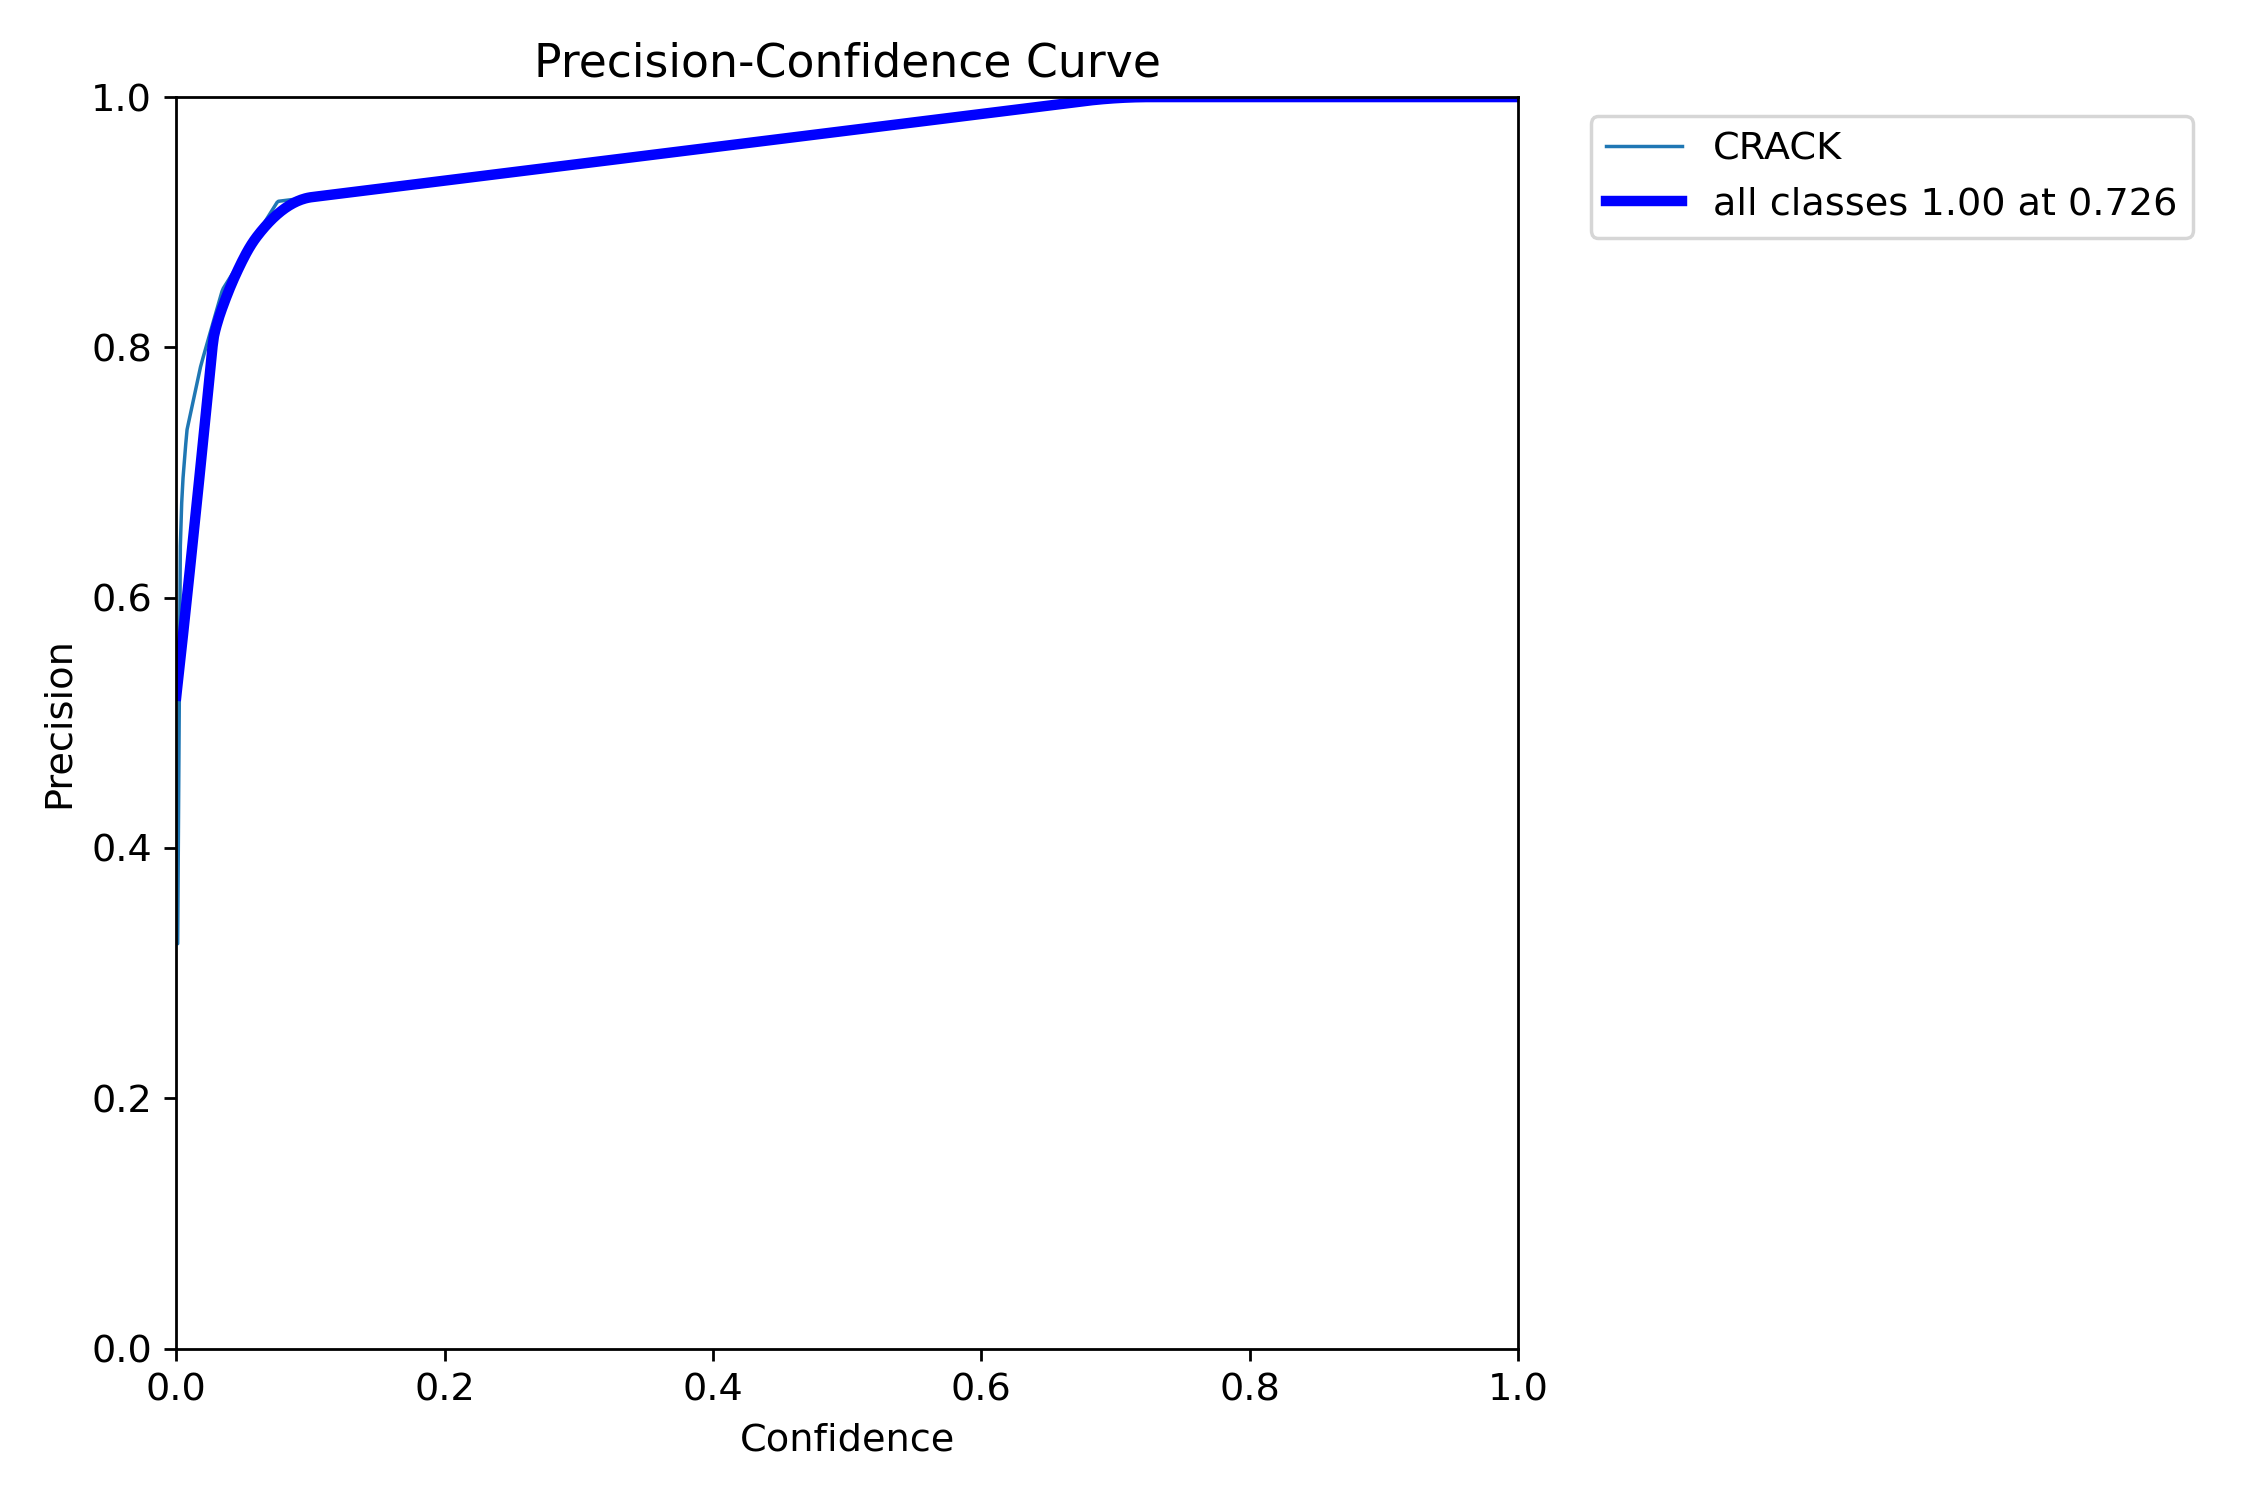 Precision-Confidence Curve
1.0
0.8
0.6
0.4
0.2
0.0
Precision
0.0 0.2 0.4 0.6 0.8 1.0
Confidence
CRACK
all classes 1.00 at 0.726